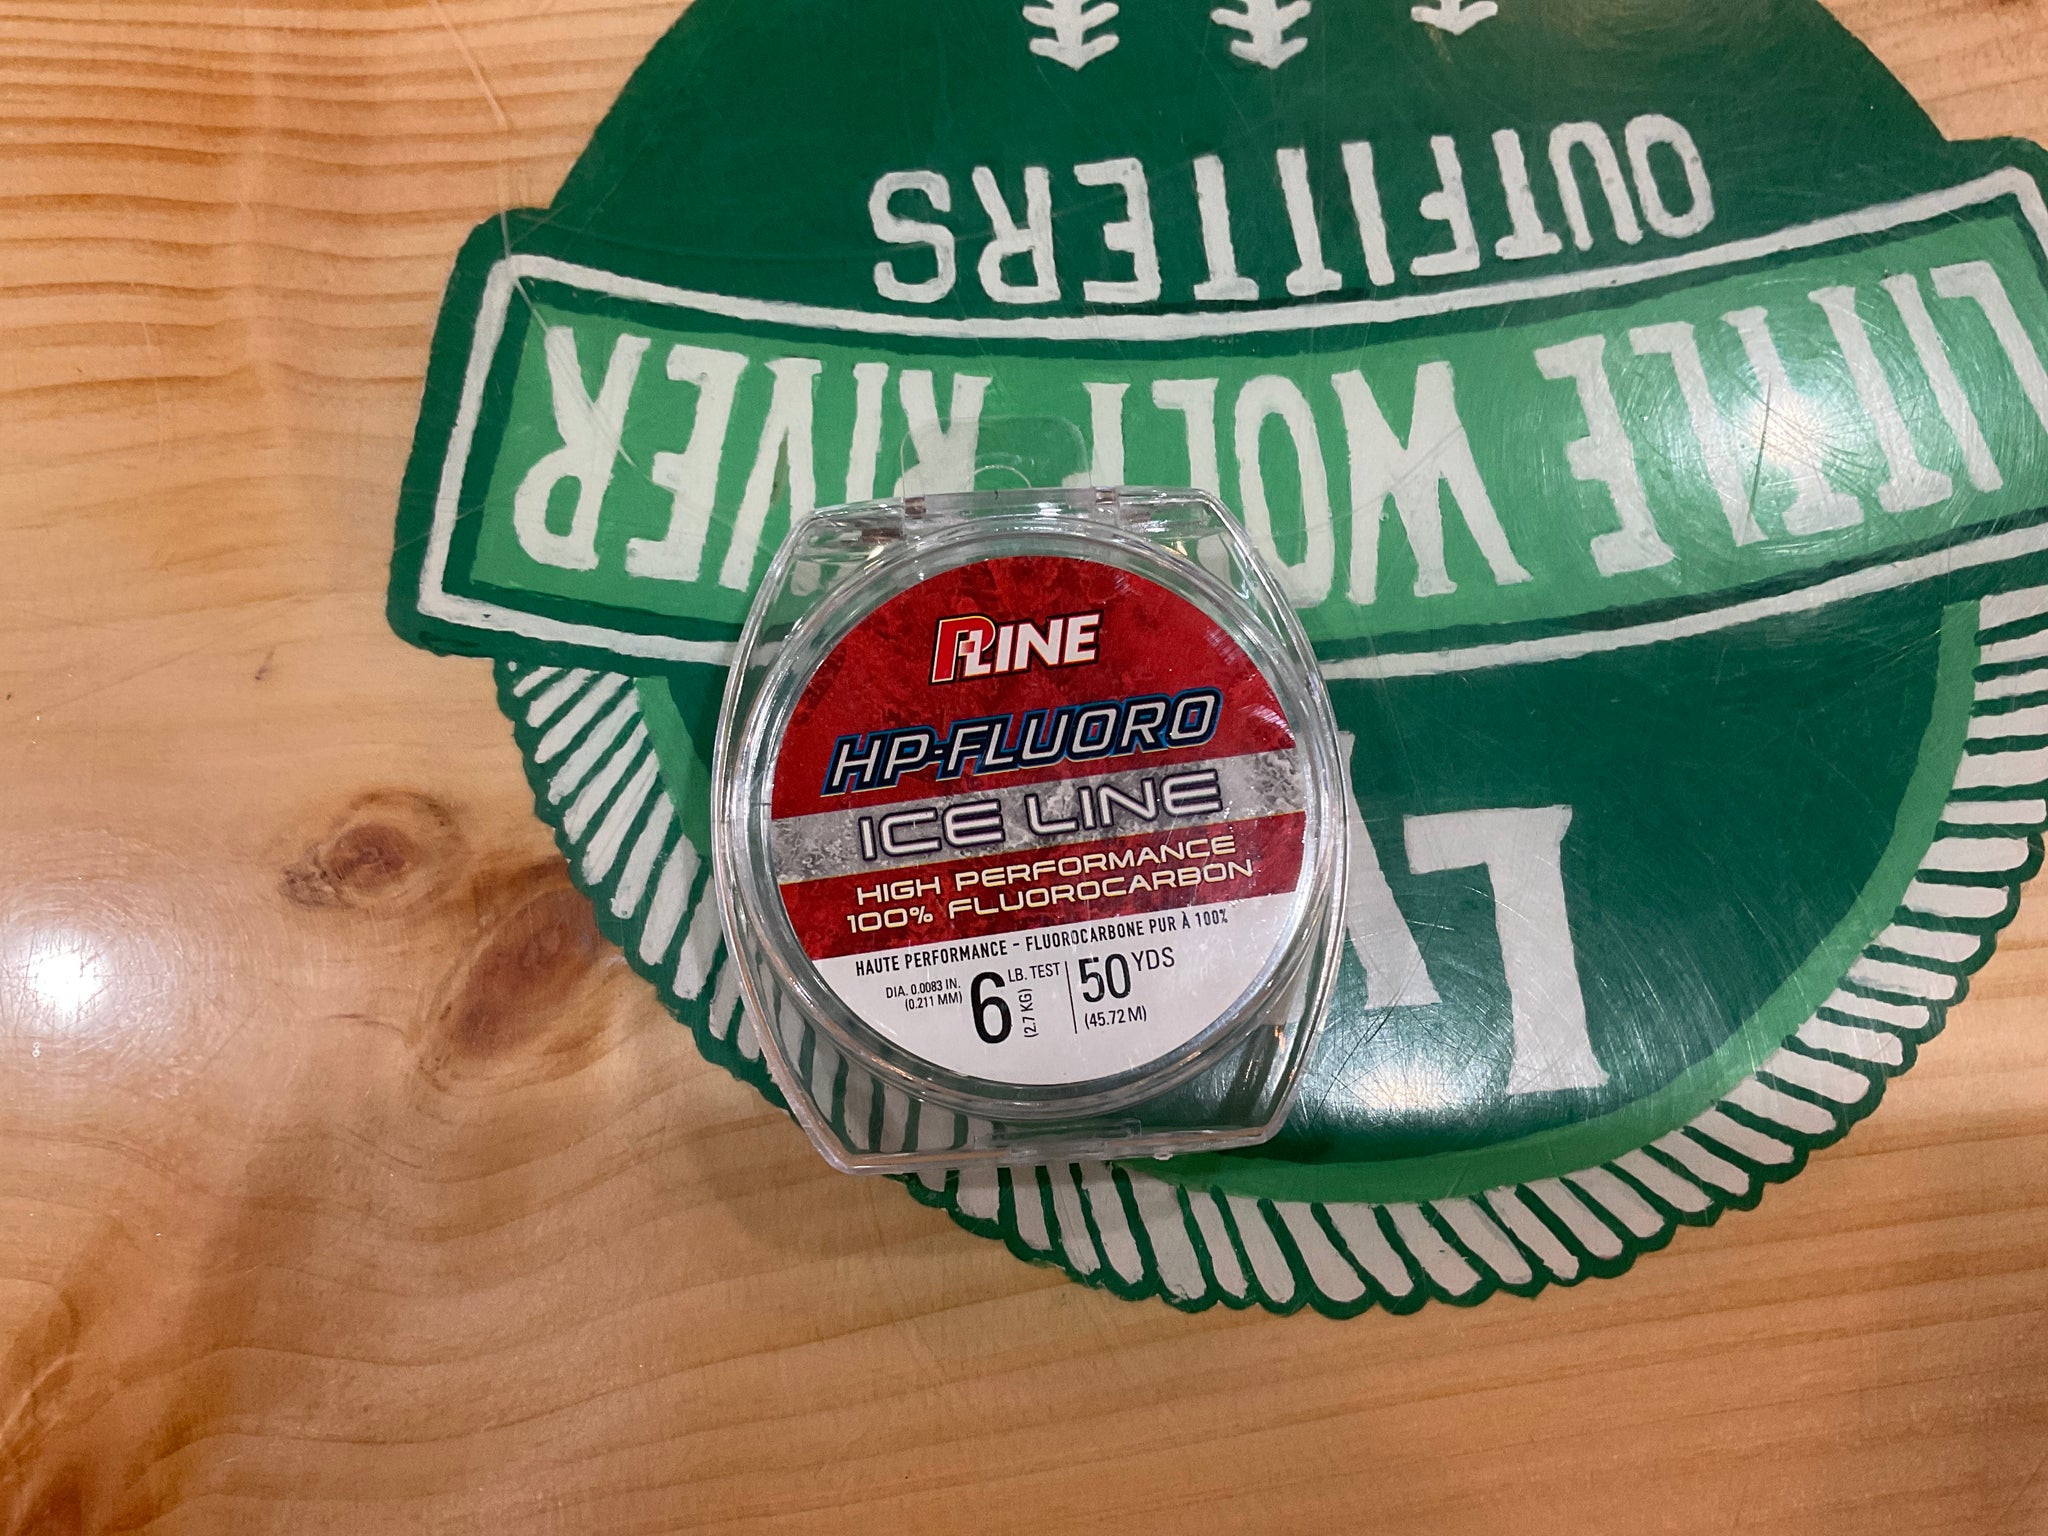 OUTFITTERS
LITTLE WOLF RIVER
P-LINE
HP-FLUORO
ICE LINE
HIGH PERFORMANCE
100% FLUOROCARBON
HAUTE PERFORMANCE - FLUOROCARBONE PUR À 100%
DIA. 0.0083 IN.
(0.211 MM)
6 LB. TEST
(2.7 KG)
50 YDS
(45.72 M)